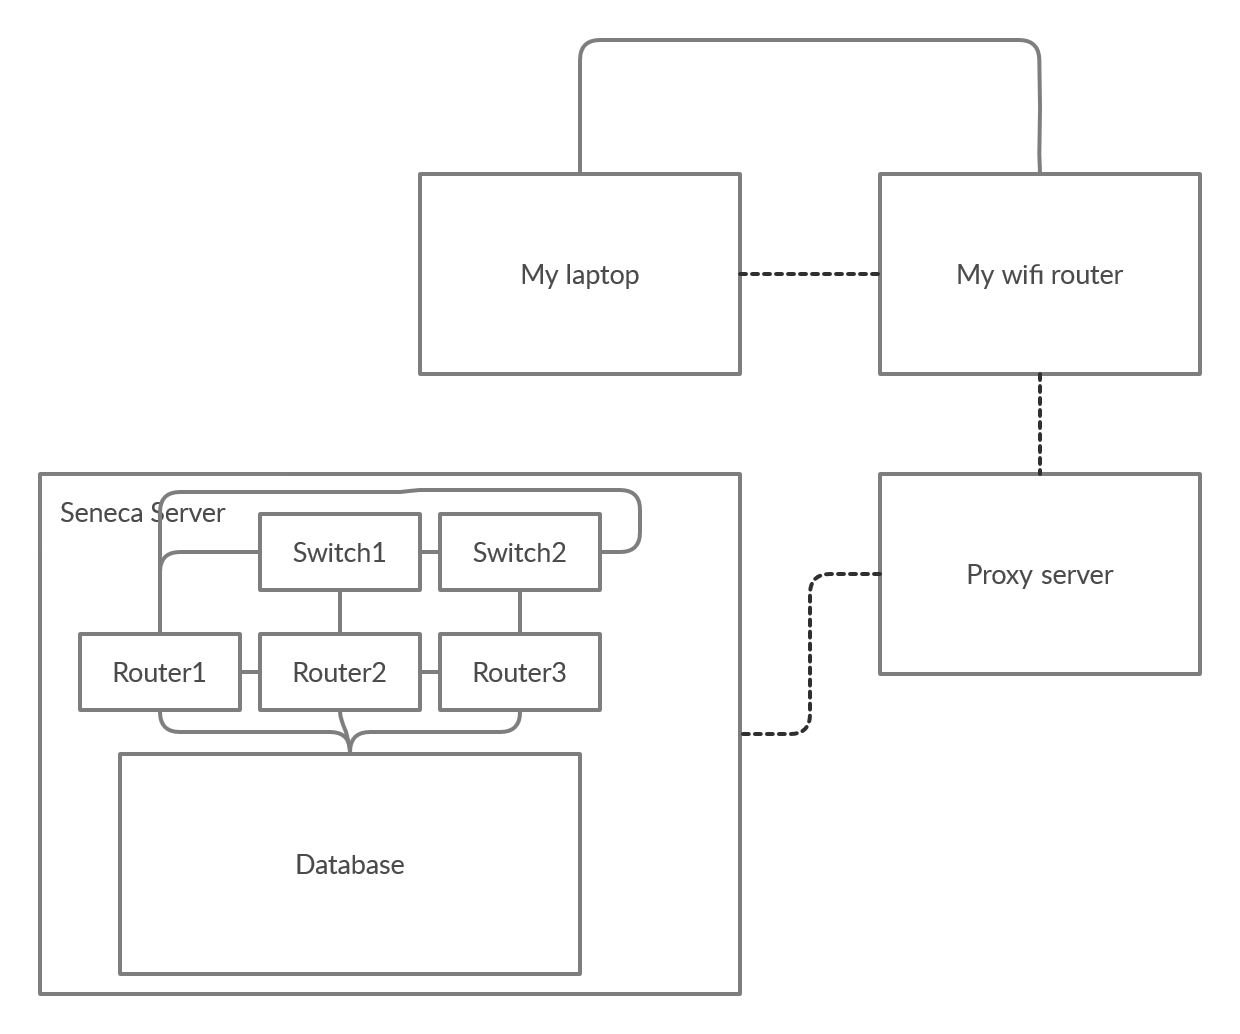 My laptop
My wifi router
Seneca Server
Switch1
Switch2
Proxy server
Router1
Router2
Router3
Database